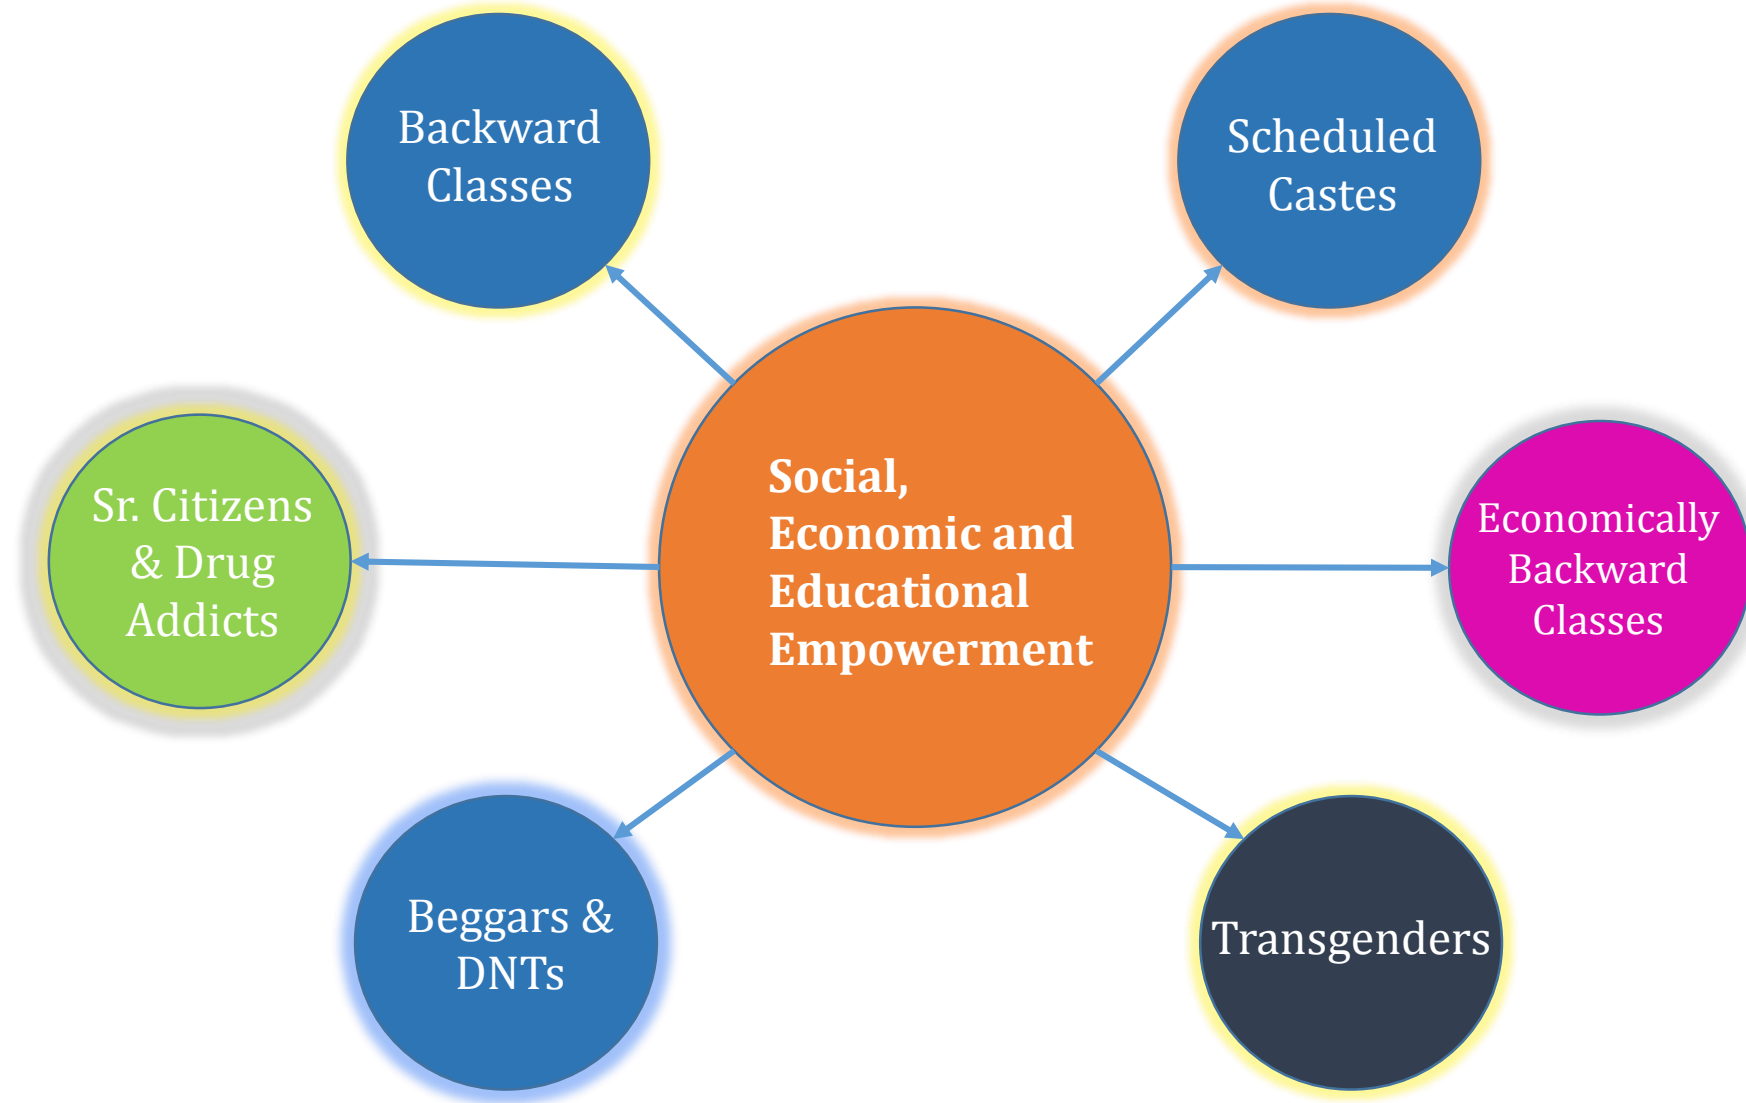 Backward
Classes
Scheduled
Castes
Sr. Citizens
& Drug
Addicts
Social,
Economic and
Educational
Empowerment
Economically
Backward
Classes
Beggars &
DNTs
Transgenders